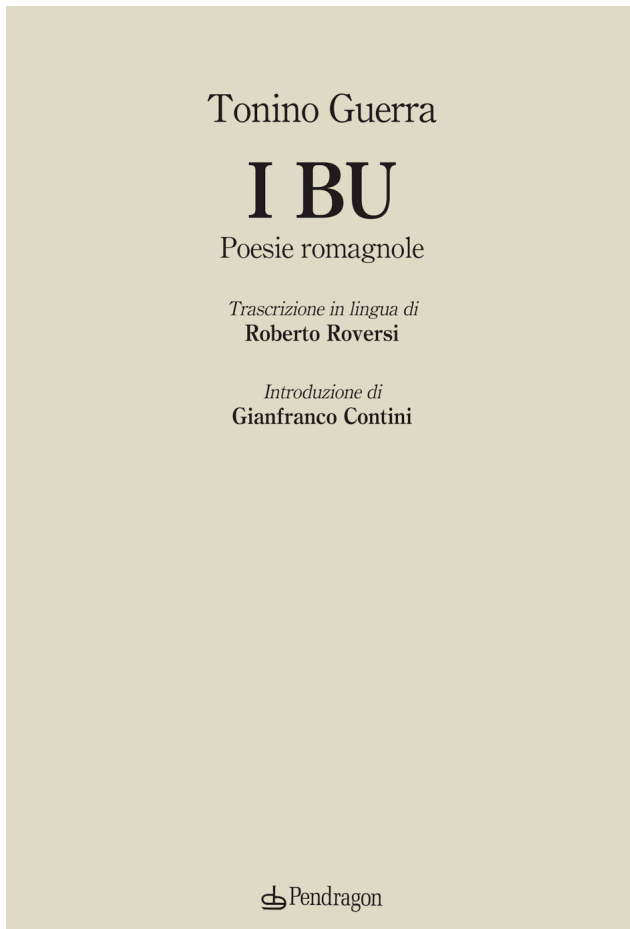 Tonino Guerra
I BU
Poesie romagnole
Trascrizione in lingua di
Roberto Roversi
Introduzione di
Gianfranco Contini
Pendragon